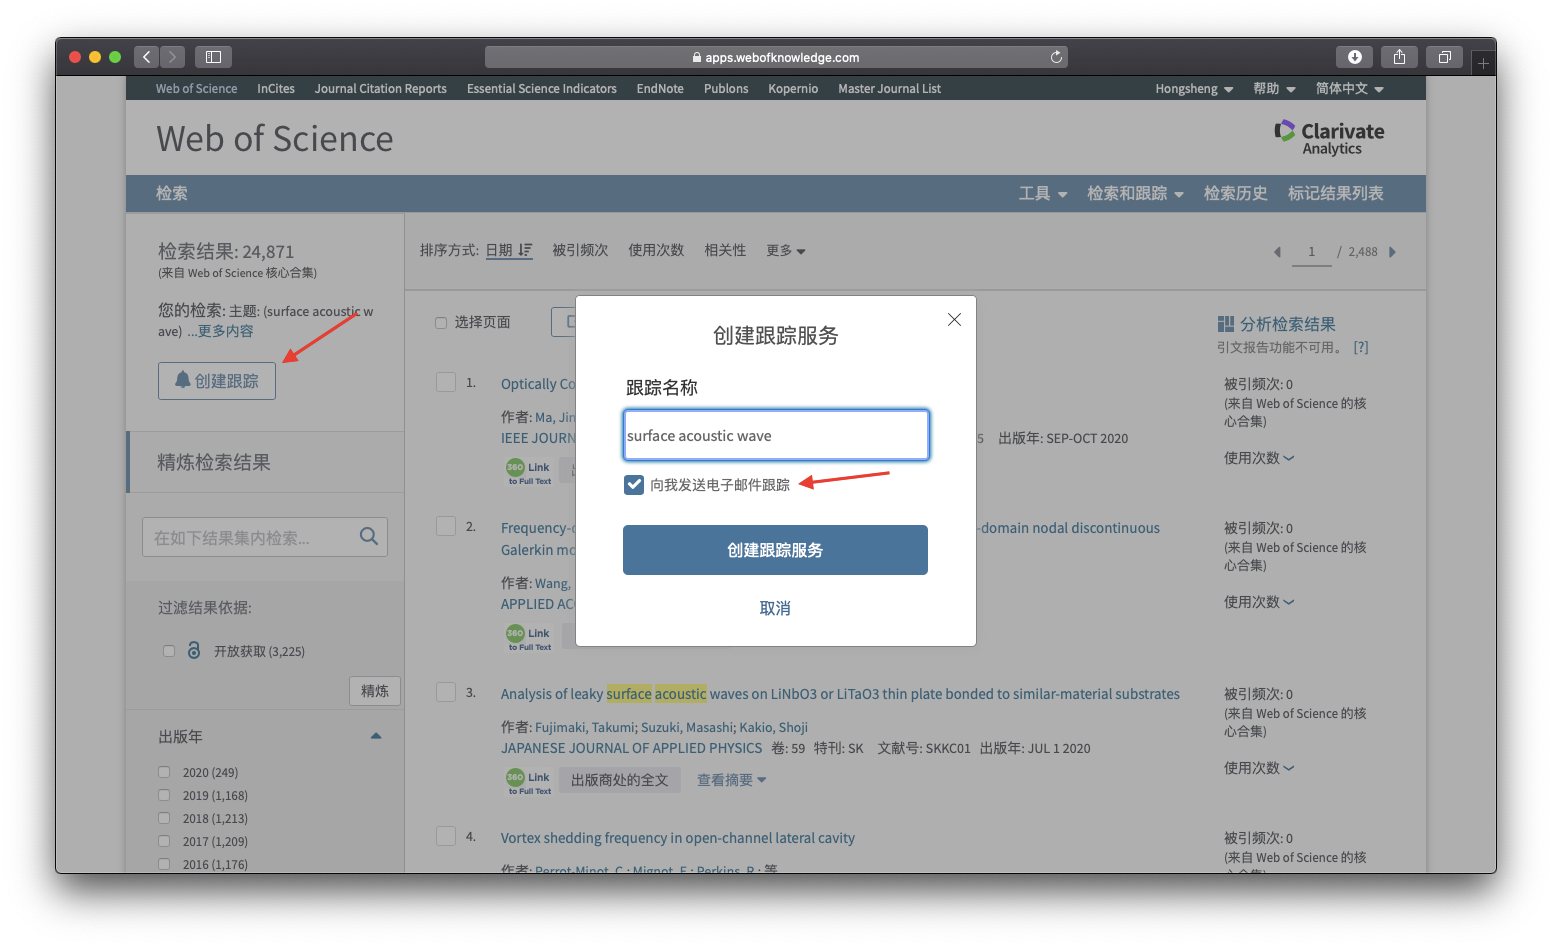 apps.webofknowledge.com
Web of Science InCites Journal Citation Reports Essential Science Indicators EndNote Publons Kopernio Master Journal List Hongsheng 帮助 简体中文
Web of Science
Clarivate
Analytics
检索 工具 检索和跟踪 检索历史 标记结果列表
检索结果: 24,871
(来自 Web of Science 核心合集)
您的检索: 主题: (surface acoustic w
ave) ...更多内容
创建跟踪
精炼检索结果
在如下结果集内检索...
过滤结果依据:
开放获取 (3,225)
精炼
出版年
2020 (249)
2019 (1,168)
2018 (1,213)
2017 (1,209)
2016 (1,176)
排序方式: 日期 被引频次 使用次数 相关性 更多
1 / 2,488
选择页面
分析检索结果
引文报告功能不可用。 [?]
创建跟踪服务
跟踪名称
surface acoustic wave
向我发送电子邮件跟踪
创建跟踪服务
取消
1. Optically Co
作者: Ma, Jin
IEEE JOURN 5 出版年: SEP-OCT 2020
360 Link
to Full Text
被引频次: 0
(来自 Web of Science 的核
心合集)
使用次数
2. Frequency- -domain nodal discontinuous
Galerkin m
作者: Wang,
APPLIED AC
360 Link
to Full Text
被引频次: 0
(来自 Web of Science 的核
心合集)
使用次数
3. Analysis of leaky surface acoustic waves on LiNbO3 or LiTaO3 thin plate bonded to similar-material substrates
作者: Fujimaki, Takumi; Suzuki, Masashi; Kakio, Shoji
JAPANESE JOURNAL OF APPLIED PHYSICS 卷: 59 特刊: SK 文献号: SKKC01 出版年: JUL 1 2020
360 Link
to Full Text
出版商处的全文 查看摘要
被引频次: 0
(来自 Web of Science 的核
心合集)
使用次数
4. Vortex shedding frequency in open-channel lateral cavity
作者: Perrot-Minot, C.; Mignot, E.; Perkins, R.; 等
被引频次: 0
(来自 Web of Science 的核
心合集)